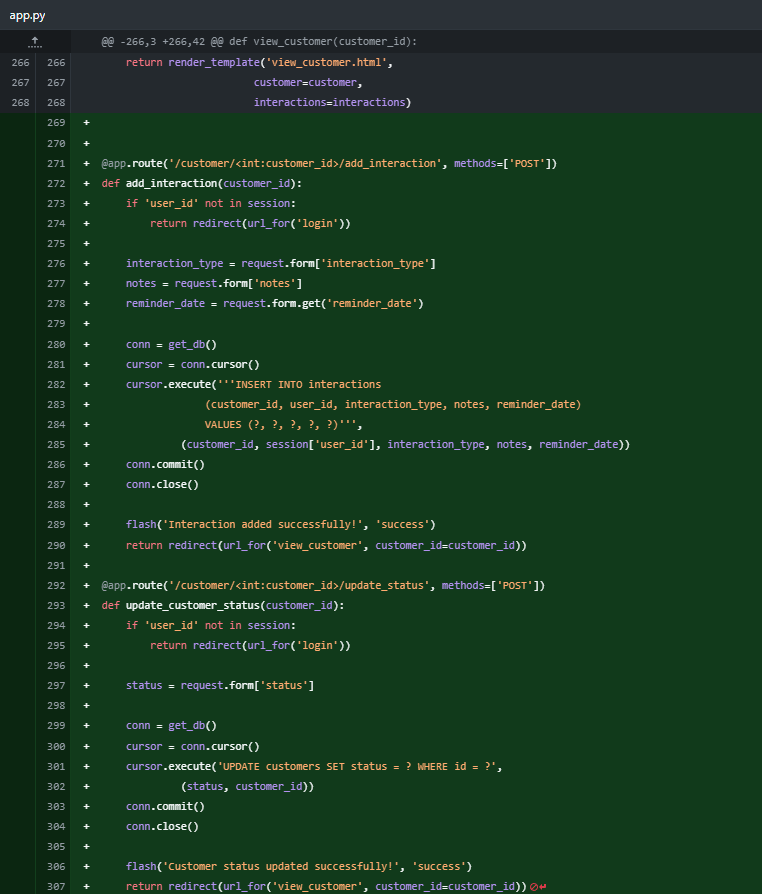 app.py
@@ -266,3 +266,42 @@ def view_customer(customer_id):
266 266 return render_template('view_customer.html',
267 267 customer=customer,
268 268 interactions=interactions)
269 +
270 +
271 + @app.route('/customer/<int:customer_id>/add_interaction', methods=['POST'])
272 + def add_interaction(customer_id):
273 + if 'user_id' not in session:
274 + return redirect(url_for('login'))
275 +
276 + interaction_type = request.form['interaction_type']
277 + notes = request.form['notes']
278 + reminder_date = request.form.get('reminder_date')
279 +
280 + conn = get_db()
281 + cursor = conn.cursor()
282 + cursor.execute('''INSERT INTO interactions
283 + (customer_id, user_id, interaction_type, notes, reminder_date)
284 + VALUES (?, ?, ?, ?, ?)''',
285 + (customer_id, session['user_id'], interaction_type, notes, reminder_date))
286 + conn.commit()
287 + conn.close()
288 +
289 + flash('Interaction added successfully!', 'success')
290 + return redirect(url_for('view_customer', customer_id=customer_id))
291 +
292 + @app.route('/customer/<int:customer_id>/update_status', methods=['POST'])
293 + def update_customer_status(customer_id):
294 + if 'user_id' not in session:
295 + return redirect(url_for('login'))
296 +
297 + status = request.form['status']
298 +
299 + conn = get_db()
300 + cursor = conn.cursor()
301 + cursor.execute('UPDATE customers SET status = ? WHERE id = ?',
302 + (status, customer_id))
303 + conn.commit()
304 + conn.close()
305 +
306 + flash('Customer status updated successfully!', 'success')
307 + return redirect(url_for('view_customer', customer_id=customer_id))